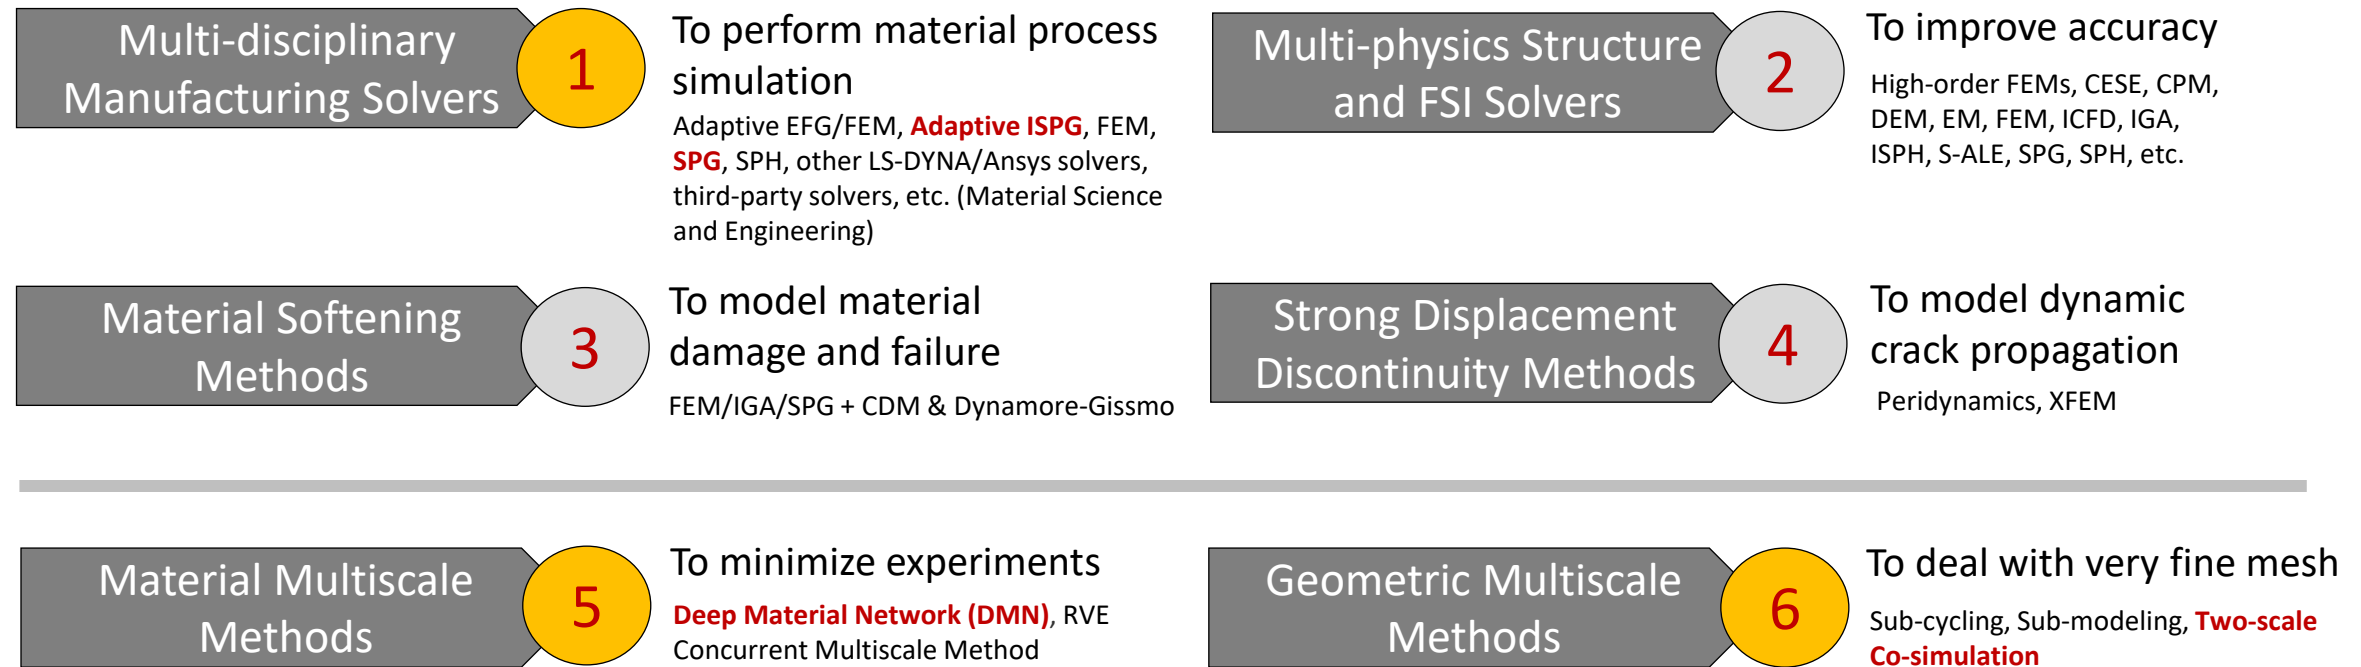 Multi-disciplinary
Manufacturing Solvers
1
To perform material process
simulation
Adaptive EFG/FEM, Adaptive ISPG, FEM,
SPG, SPH, other LS-DYNA/Ansys solvers,
third-party solvers, etc. (Material Science
and Engineering)
Multi-physics Structure
and FSI Solvers
2
To improve accuracy
High-order FEMs, CESE, CPM,
DEM, EM, FEM, ICFD, IGA,
ISPH, S-ALE, SPG, SPH, etc.
Material Softening
Methods
3
To model material
damage and failure
FEM/IGA/SPG + CDM & Dynamore-Gissmo
Strong Displacement
Discontinuity Methods
4
To model dynamic
crack propagation
Peridynamics, XFEM
Material Multiscale
Methods
5
To minimize experiments
Deep Material Network (DMN), RVE
Concurrent Multiscale Method
Geometric Multiscale
Methods
6
To deal with very fine mesh
Sub-cycling, Sub-modeling, Two-scale
Co-simulation